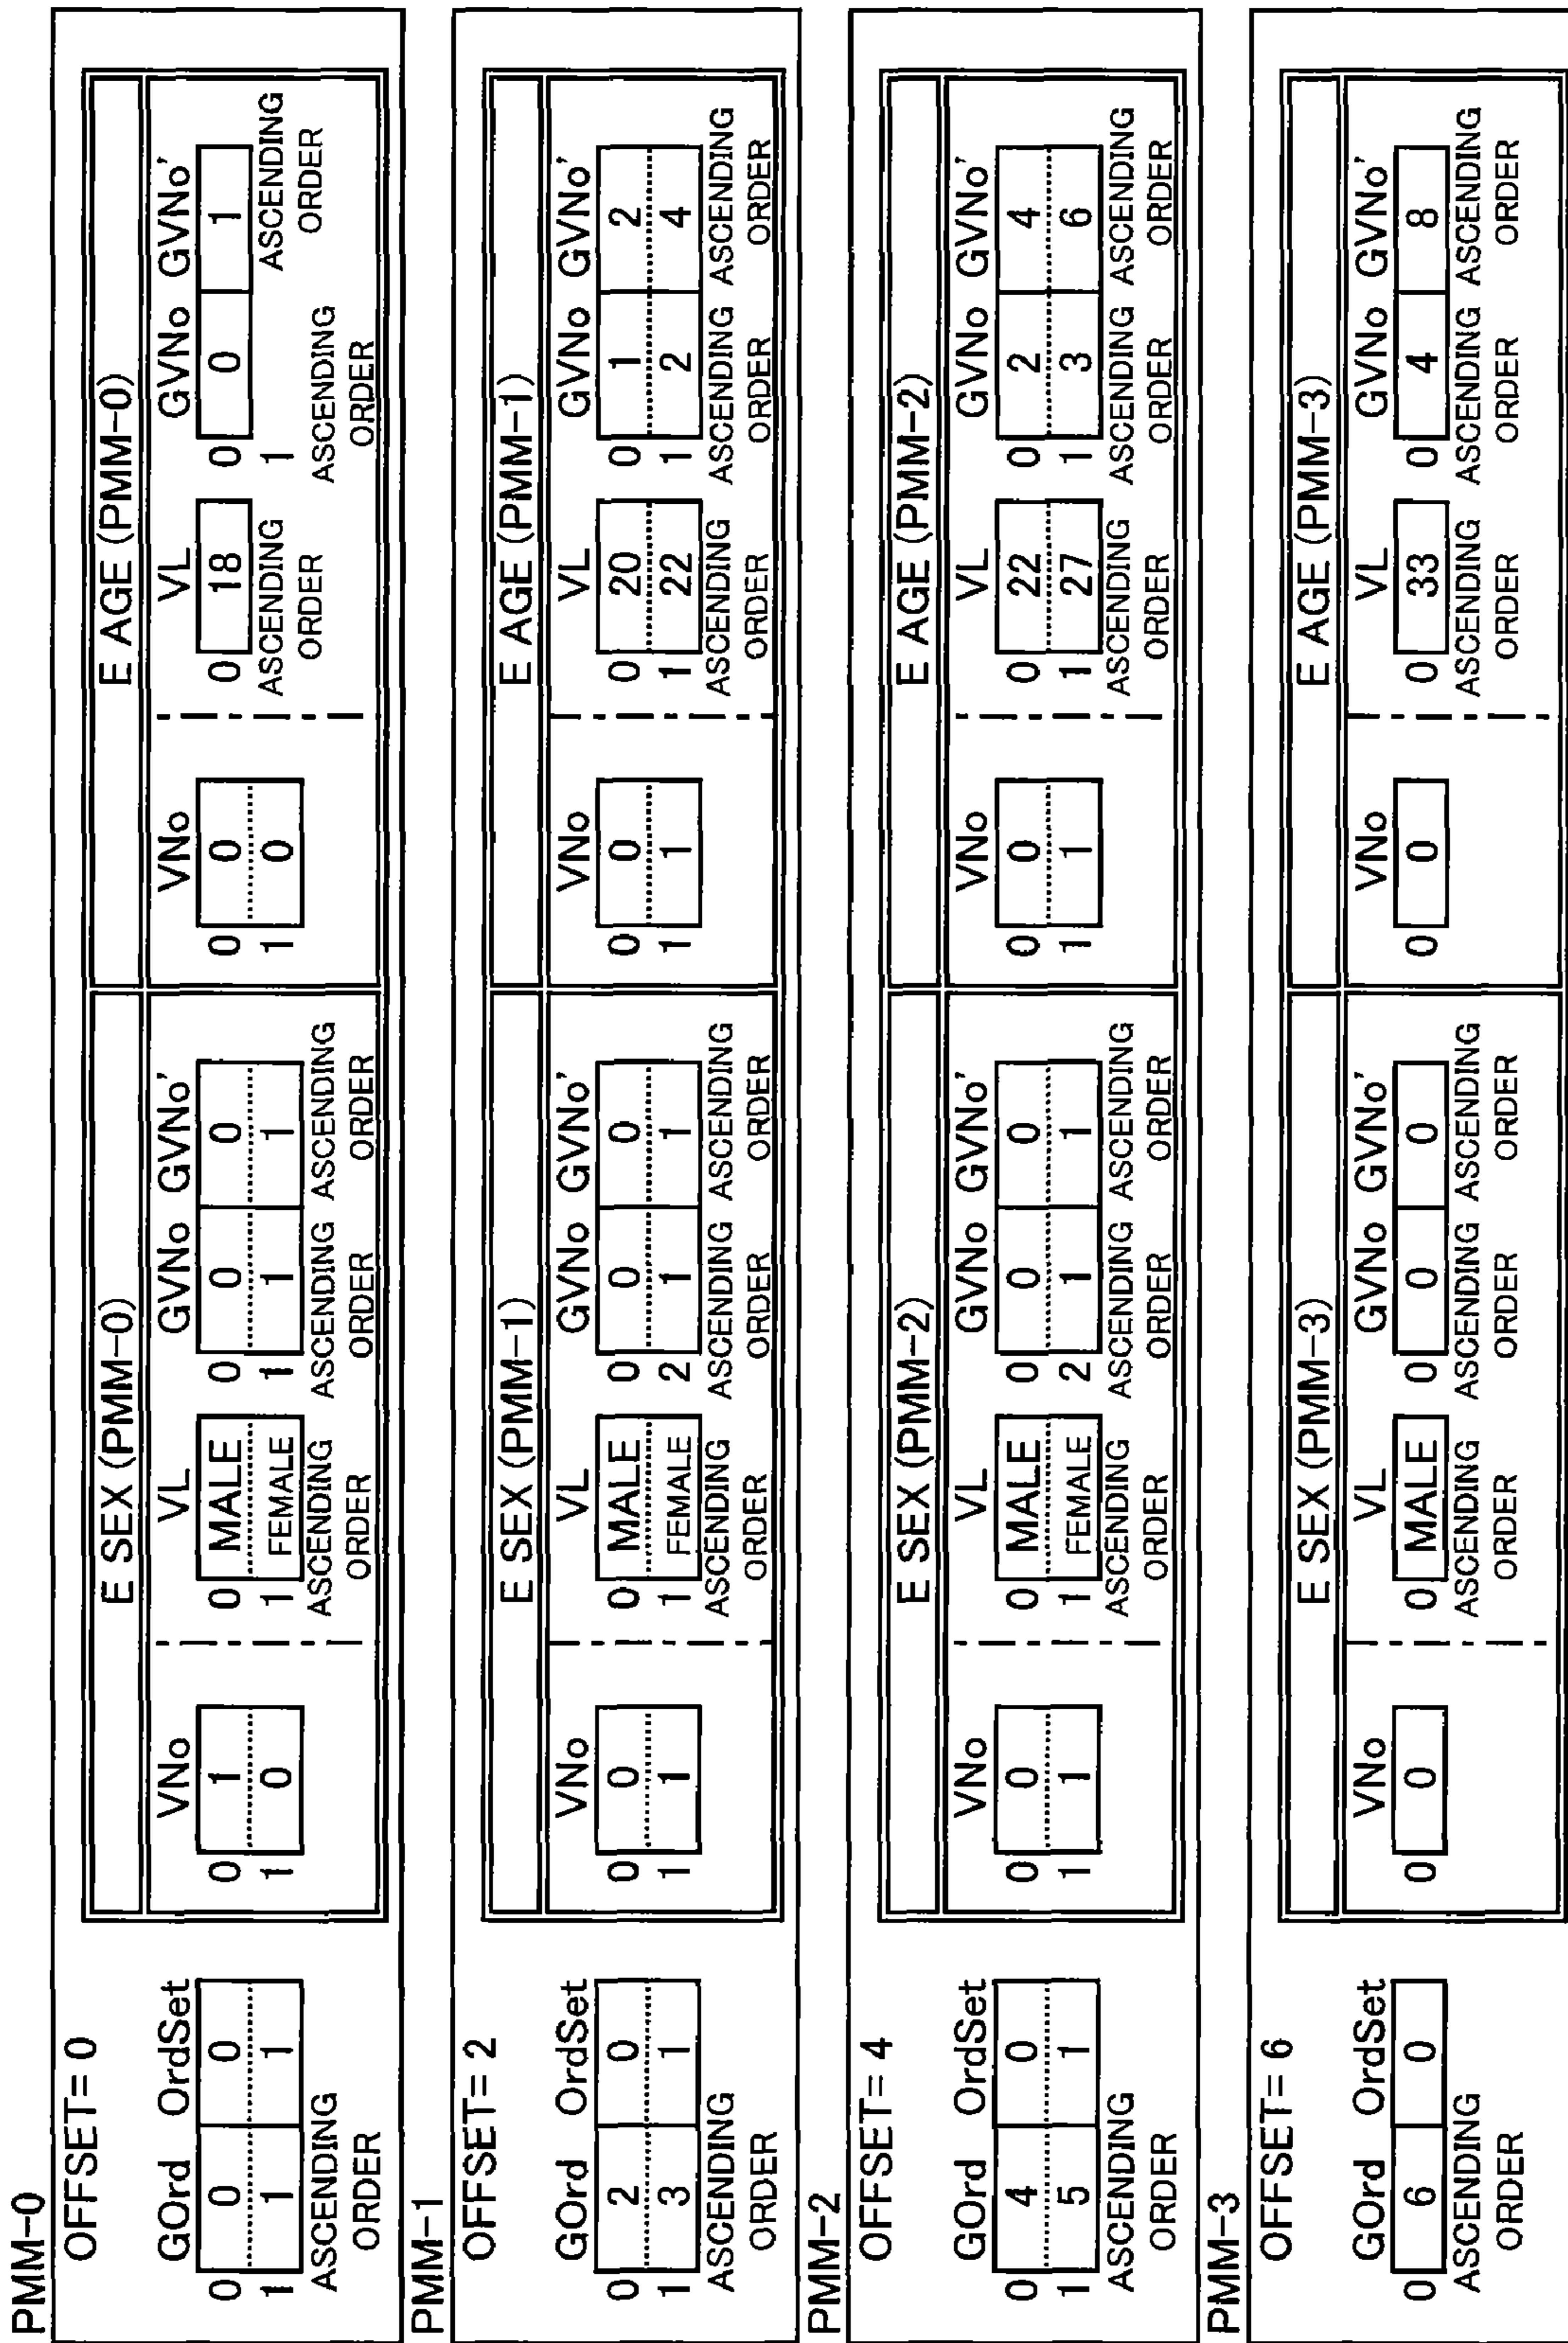 PMM-0
OFFSET= 0
E SEX (PMM-0) E AGE (PMM-0)
GOrd OrdSet VNo VL GVNo GVNo' VNo VL GVNo GVNo'
0 0 0 0 1 0 MALE 0 0 0 0 0 0 18 0 0 1
1 1 1 1 0 1 FEMALE 1 1 1 1 0 1
ASCENDING ASCENDING ASCENDING ASCENDING ASCENDING ASCENDING ASCENDING
ORDER ORDER ORDER ORDER ORDER ORDER ORDER
PMM-1
OFFSET= 2
E SEX (PMM-1) E AGE (PMM-1)
GOrd OrdSet VNo VL GVNo GVNo' VNo VL GVNo GVNo'
0 2 0 0 0 0 MALE 0 0 0 0 0 0 20 0 1 2
1 3 1 1 1 1 FEMALE 2 1 1 1 1 1 22 1 2 4
ASCENDING ASCENDING ASCENDING ASCENDING ASCENDING ASCENDING ASCENDING
ORDER ORDER ORDER ORDER ORDER ORDER ORDER
PMM-2
OFFSET= 4
E SEX (PMM-2) E AGE (PMM-2)
GOrd OrdSet VNo VL GVNo GVNo' VNo VL GVNo GVNo'
0 4 0 0 0 0 MALE 0 0 0 0 0 0 22 0 2 4
1 5 1 1 1 1 FEMALE 2 1 1 1 1 1 27 1 3 6
ASCENDING ASCENDING ASCENDING ASCENDING ASCENDING ASCENDING ASCENDING
ORDER ORDER ORDER ORDER ORDER ORDER ORDER
PMM-3
OFFSET= 6
E SEX (PMM-3) E AGE (PMM-3)
GOrd OrdSet VNo VL GVNo GVNo' VNo VL GVNo GVNo'
0 6 0 0 0 0 MALE 0 0 0 0 0 0 33 0 4 8
ASCENDING ASCENDING ASCENDING ASCENDING ASCENDING ASCENDING ASCENDING
ORDER ORDER ORDER ORDER ORDER ORDER ORDER